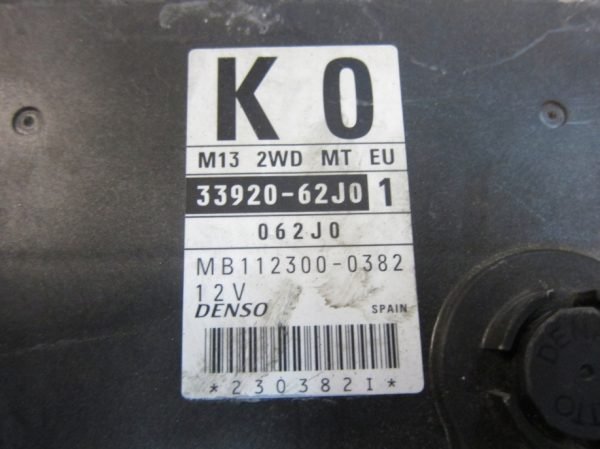 K0
M13 2WD MT EU
33920-62J0 1
062J0
MB112300-0382
12V
DENSO SPAIN
*230382I*